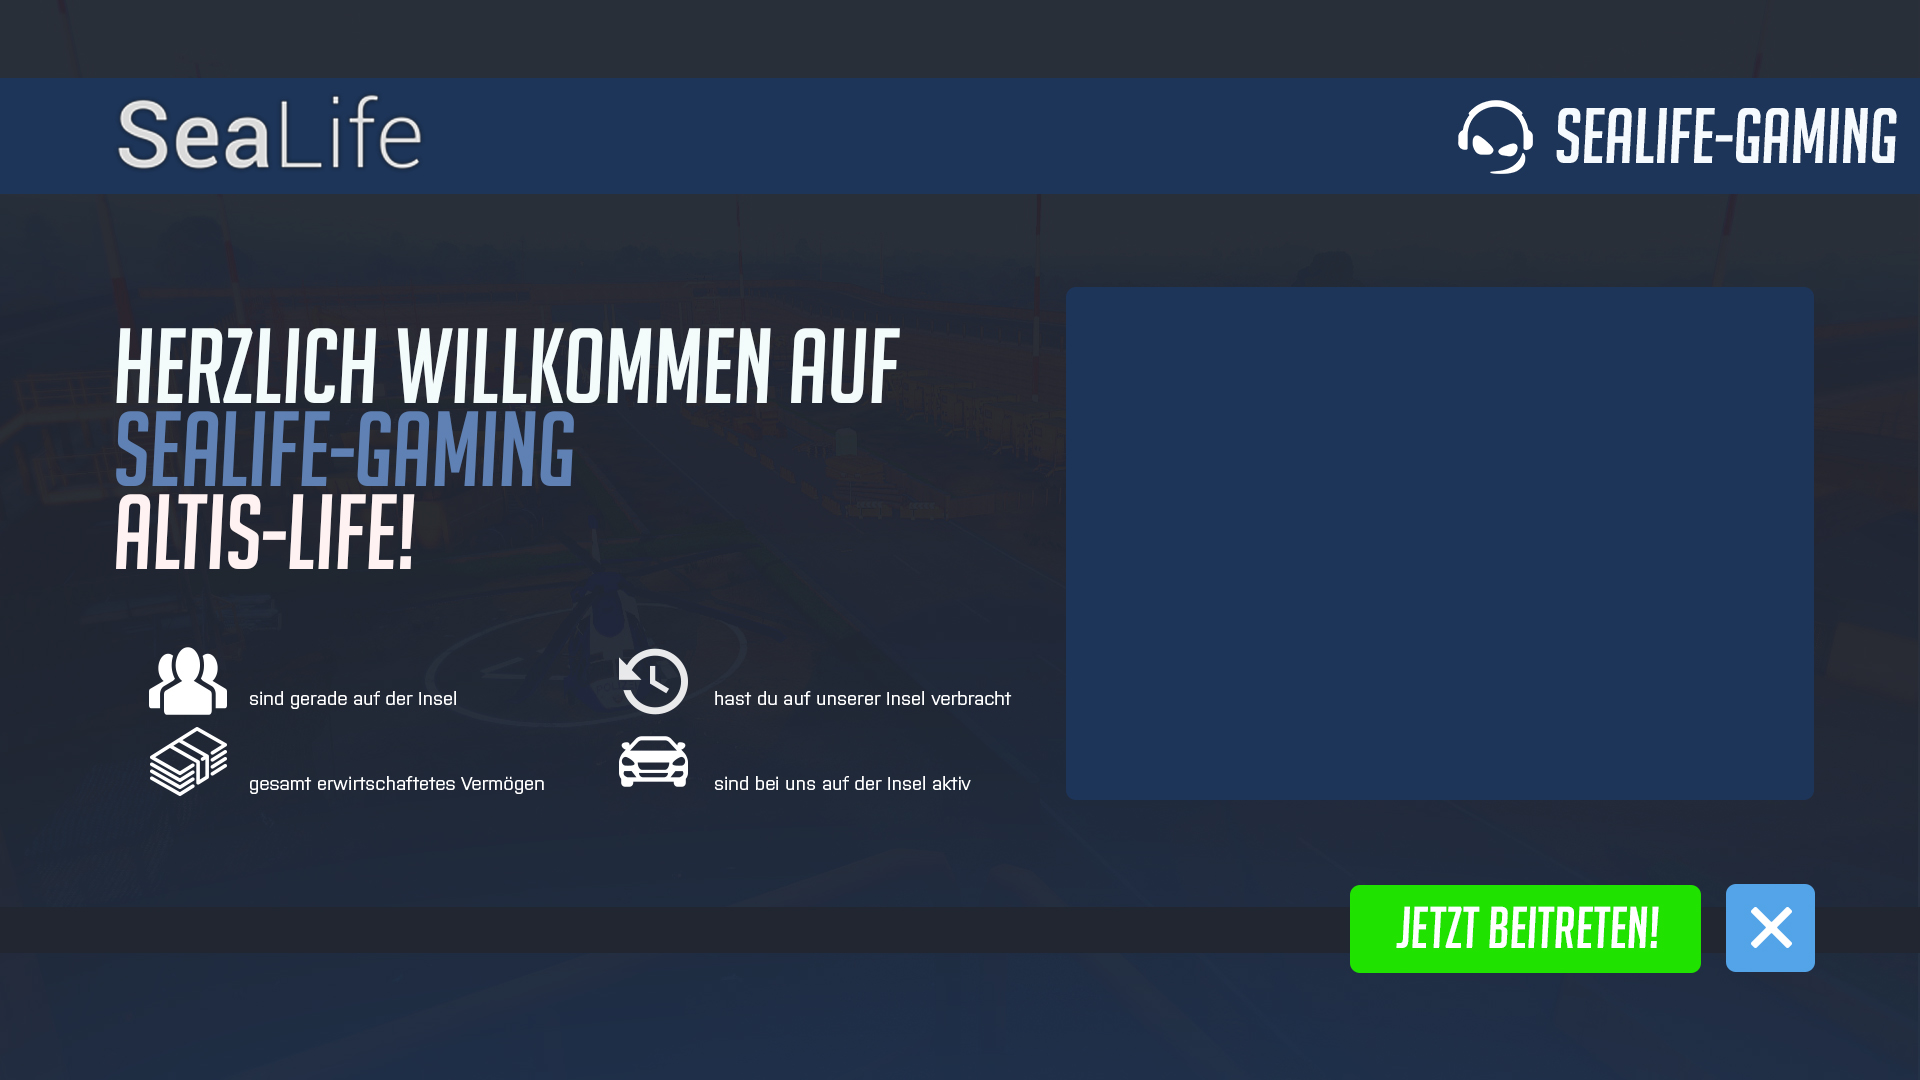 SeaLife
SEALIFE-GAMING
HERZLICH WILLKOMMEN AUF
SEALIFE-GAMING
ALTIS-LIFE!
sind gerade auf der Insel
hast du auf unserer Insel verbracht
gesamt erwirtschaftetes Vermögen
sind bei uns auf der Insel aktiv
JETZT BEITRETEN!